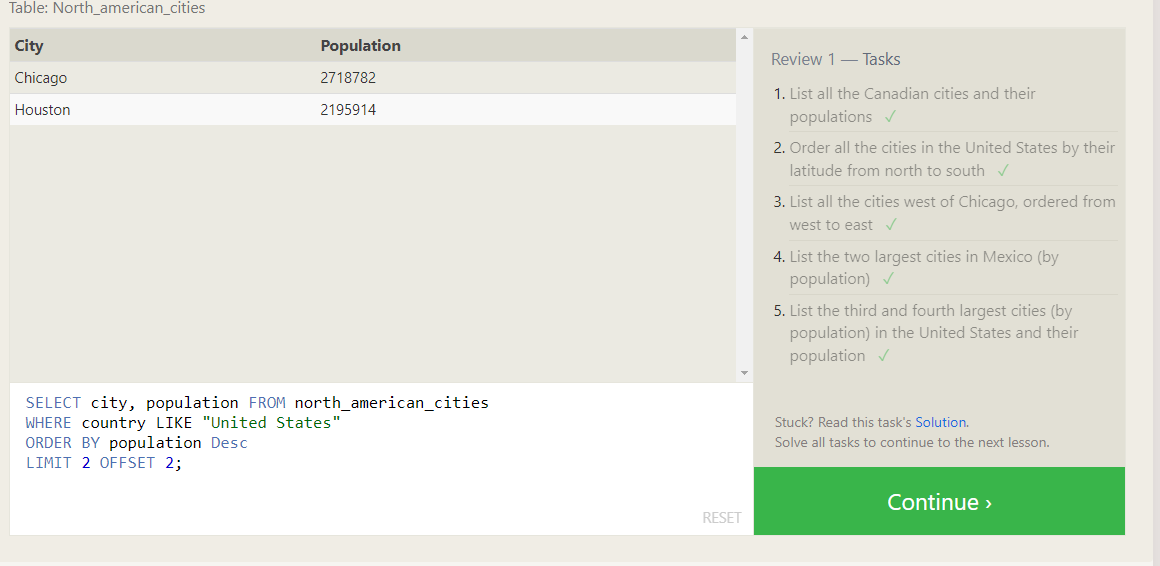 Table: North_american_cities
City Population
Chicago 2718782
Houston 2195914
SELECT city, population FROM north_american_cities
WHERE country LIKE "United States"
ORDER BY population Desc
LIMIT 2 OFFSET 2;
RESET
Review 1 — Tasks
1. List all the Canadian cities and their
populations ✓
2. Order all the cities in the United States by their
latitude from north to south ✓
3. List all the cities west of Chicago, ordered from
west to east ✓
4. List the two largest cities in Mexico (by
population) ✓
5. List the third and fourth largest cities (by
population) in the United States and their
population ✓
Stuck? Read this task's Solution.
Solve all tasks to continue to the next lesson.
Continue ›